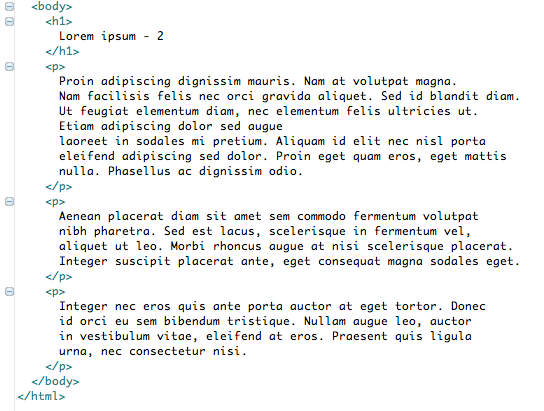 <body>
<h1>
Lorem ipsum - 2
</h1>
<p>
Proin adipiscing dignissim mauris. Nam at volutpat magna.
Nam facilisis felis nec orci gravida aliquet. Sed id blandit diam.
Ut feugiat elementum diam, nec elementum felis ultricies ut.
Etiam adipiscing dolor sed augue
laoreet in sodales mi pretium. Aliquam id elit nec nisl porta
eleifend adipiscing sed dolor. Proin eget quam eros, eget mattis
nulla. Phasellus ac dignissim odio.
</p>
<p>
Aenean placerat diam sit amet sem commodo fermentum volutpat
nibh pharetra. Sed est lacus, scelerisque in fermentum vel,
aliquet ut leo. Morbi rhoncus augue at nisi scelerisque placerat.
Integer suscipit placerat ante, eget consequat magna sodales eget.
</p>
<p>
Integer nec eros quis ante porta auctor at eget tortor. Donec
id orci eu sem bibendum tristique. Nullam augue leo, auctor
in vestibulum vitae, eleifend at eros. Praesent quis ligula
urna, nec consectetur nisi.
</p>
</body>
</html>